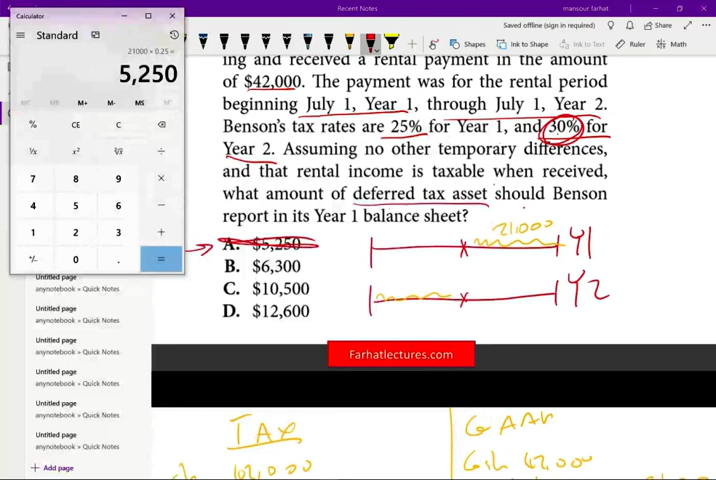 mansour farhat
Recent Notes
Saved offline (sign in required)
Share
Shapes
Ink to Shape
Ink to Text
Ruler
Math
Calculator
Standard
21000 × 0.25 =
5,250
MC MR M+ M- MS M
% CE C
¹/x x² ²√x ÷
7 8 9 ×
4 5 6 −
1 2 3 +
+/- 0 . =
ing and received a rental payment in the amount
of $42,000. The payment was for the rental period
beginning July 1, Year 1, through July 1, Year 2.
Benson's tax rates are 25% for Year 1, and 30% for
Year 2. Assuming no other temporary differences,
and that rental income is taxable when received,
what amount of deferred tax asset should Benson
report in its Year 1 balance sheet?
A. $5,250
B. $6,300
C. $10,500
D. $12,600
21,000
Y1
Y2
Untitled page
anynotebook » Quick Notes
Untitled page
anynotebook » Quick Notes
Untitled page
anynotebook » Quick Notes
Untitled page
anynotebook » Quick Notes
Untitled page
anynotebook » Quick Notes
Untitled page
anynotebook » Quick Notes
+ Add page
Farhatlectures.com
TAX
GAAP
Cash 42,000